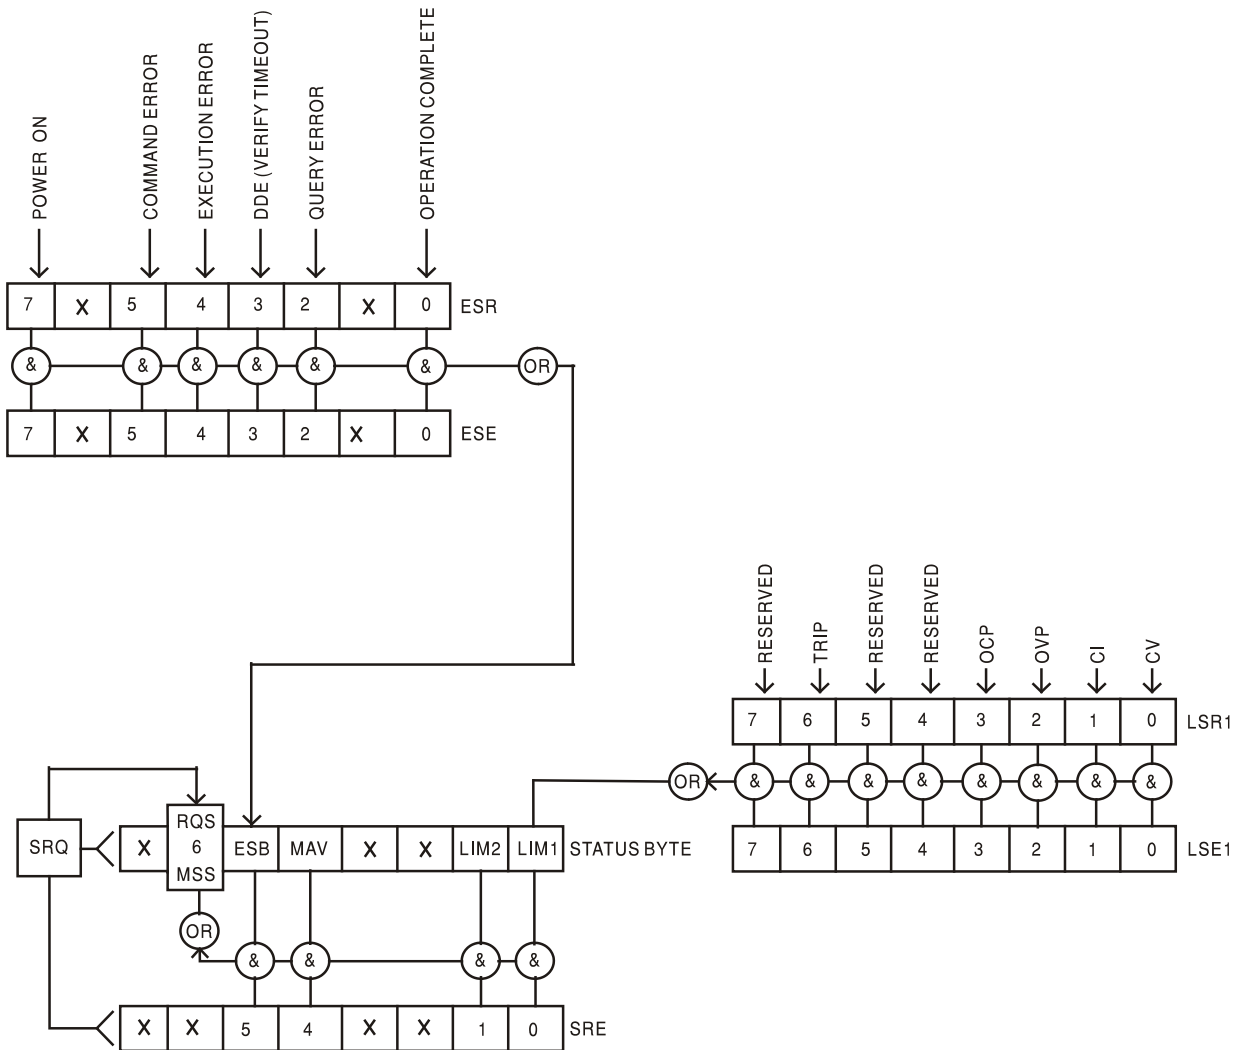 POWER ON
COMMAND ERROR
EXECUTION ERROR
DDE (VERIFY TIMEOUT)
QUERY ERROR
OPERATION COMPLETE
7 X 5 4 3 2 X 0 ESR
& & & & & & OR
7 X 5 4 3 2 X 0 ESE
RESERVED
TRIP
RESERVED
RESERVED
OCP
OVP
CI
CV
7 6 5 4 3 2 1 0 LSR1
OR & & & & & & & &
7 6 5 4 3 2 1 0 LSE1
SRQ
X RQS 6 MSS ESB MAV X X LIM2 LIM1 STATUS BYTE
OR
& & & &
X X 5 4 X X 1 0 SRE